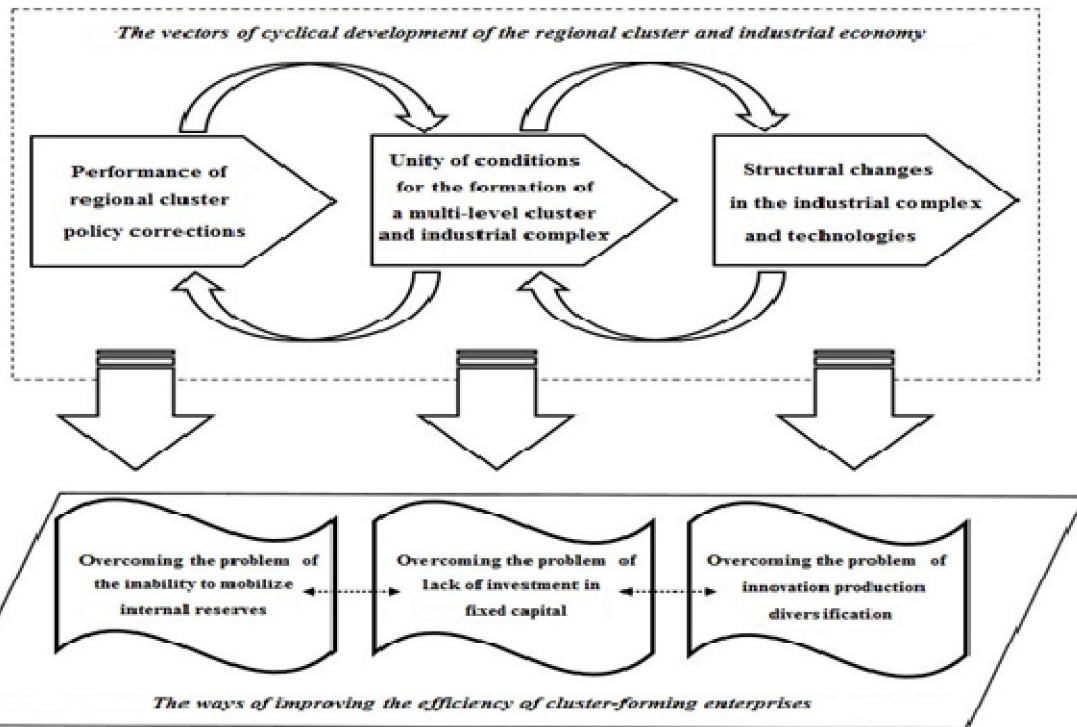 The vectors of cyclical development of the regional cluster and industrial economy
Performance of
regional cluster
policy corrections
Unity of conditions
for the formation of
a multi-level cluster
and industrial complex
Structural changes
in the industrial complex
and technologies
Overcoming the problem of
the inability to mobilize
internal reserves
Overcoming the problem of
lack of investment in
fixed capital
Overcoming the problem of
innovation production
diversification
The ways of improving the efficiency of cluster-forming enterprises